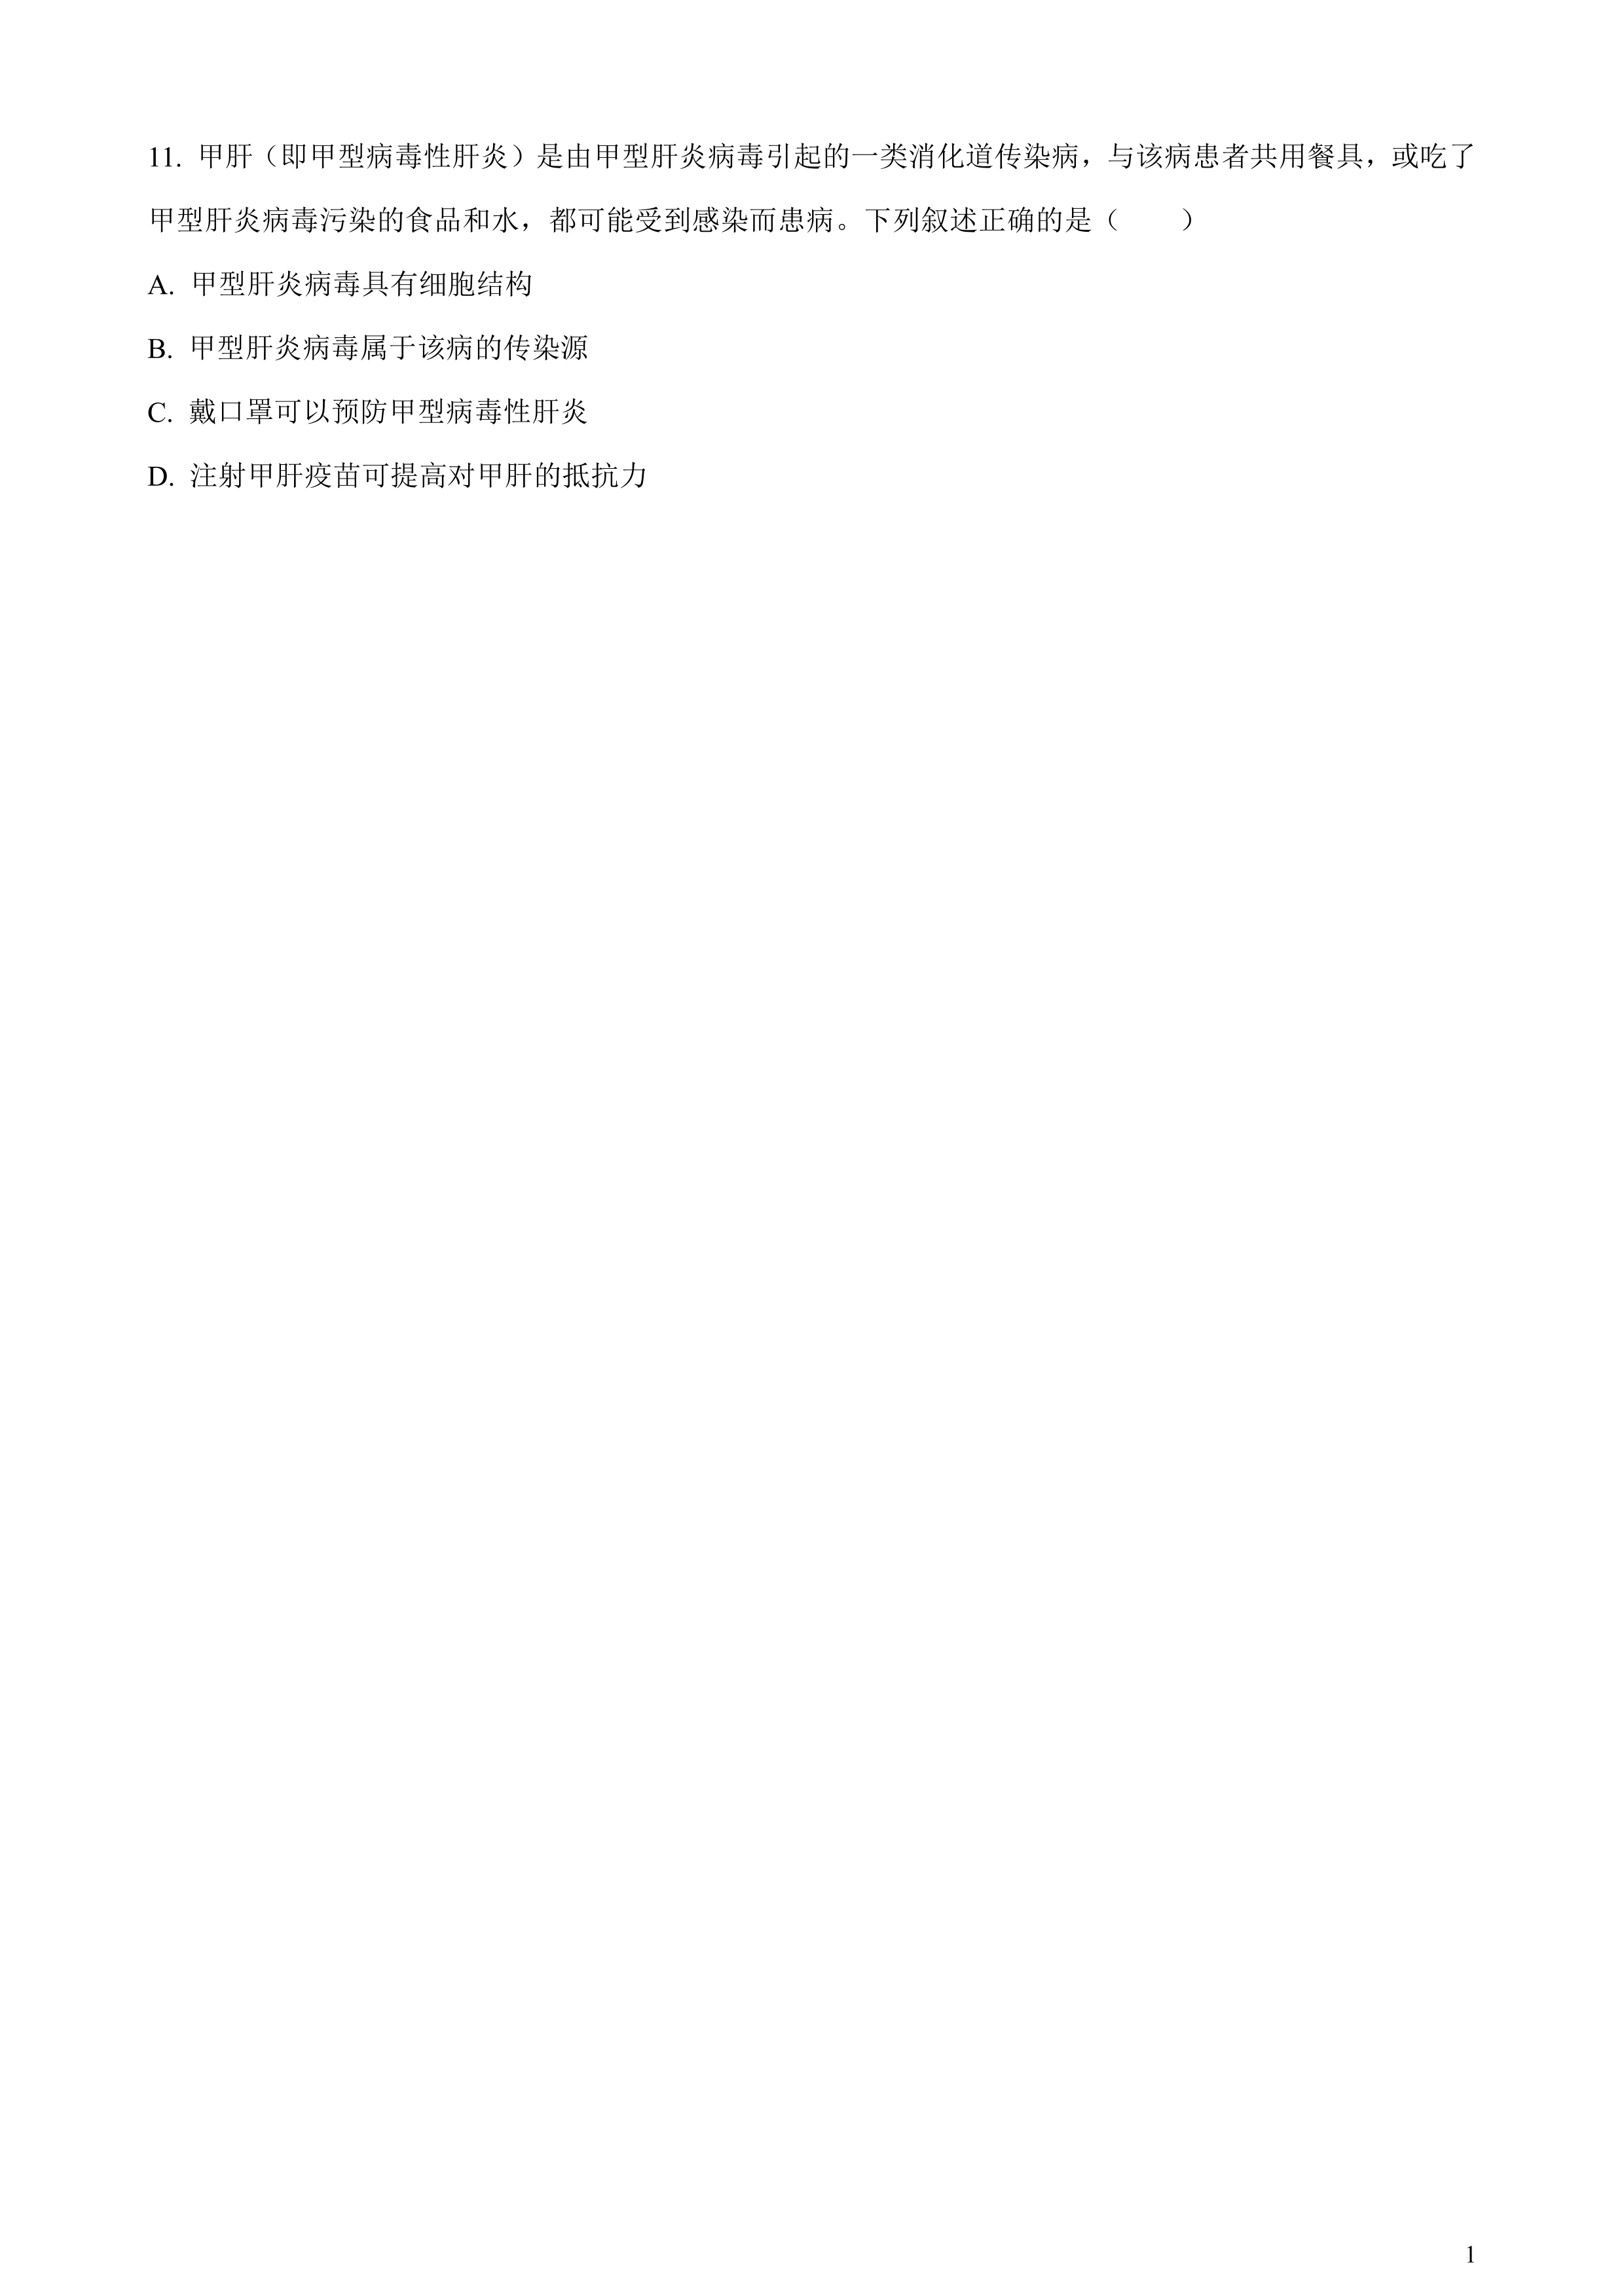 11. 甲肝（即甲型病毒性肝炎）是由甲型肝炎病毒引起的一类消化道传染病，与该病患者共用餐具，或吃了
甲型肝炎病毒污染的食品和水，都可能受到感染而患病。下列叙述正确的是（　　）
A. 甲型肝炎病毒具有细胞结构
B. 甲型肝炎病毒属于该病的传染源
C. 戴口罩可以预防甲型病毒性肝炎
D. 注射甲肝疫苗可提高对甲肝的抵抗力
1